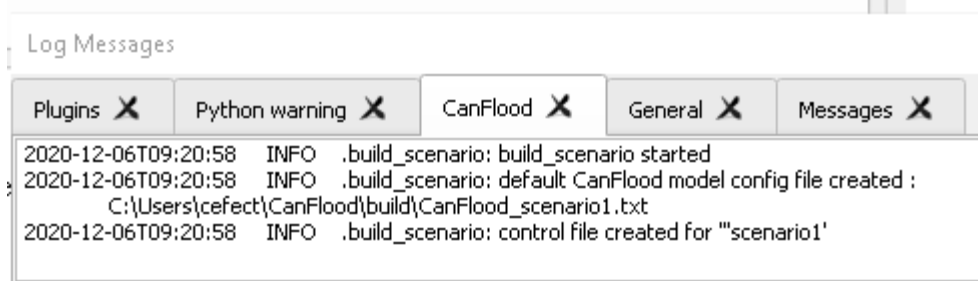 Log Messages
Plugins Python warning CanFlood General Messages
2020-12-06T09:20:58 INFO .build_scenario: build_scenario started
2020-12-06T09:20:58 INFO .build_scenario: default CanFlood model config file created :
C:\Users\cefect\CanFlood\build\CanFlood_scenario1.txt
2020-12-06T09:20:58 INFO .build_scenario: control file created for "'scenario1'